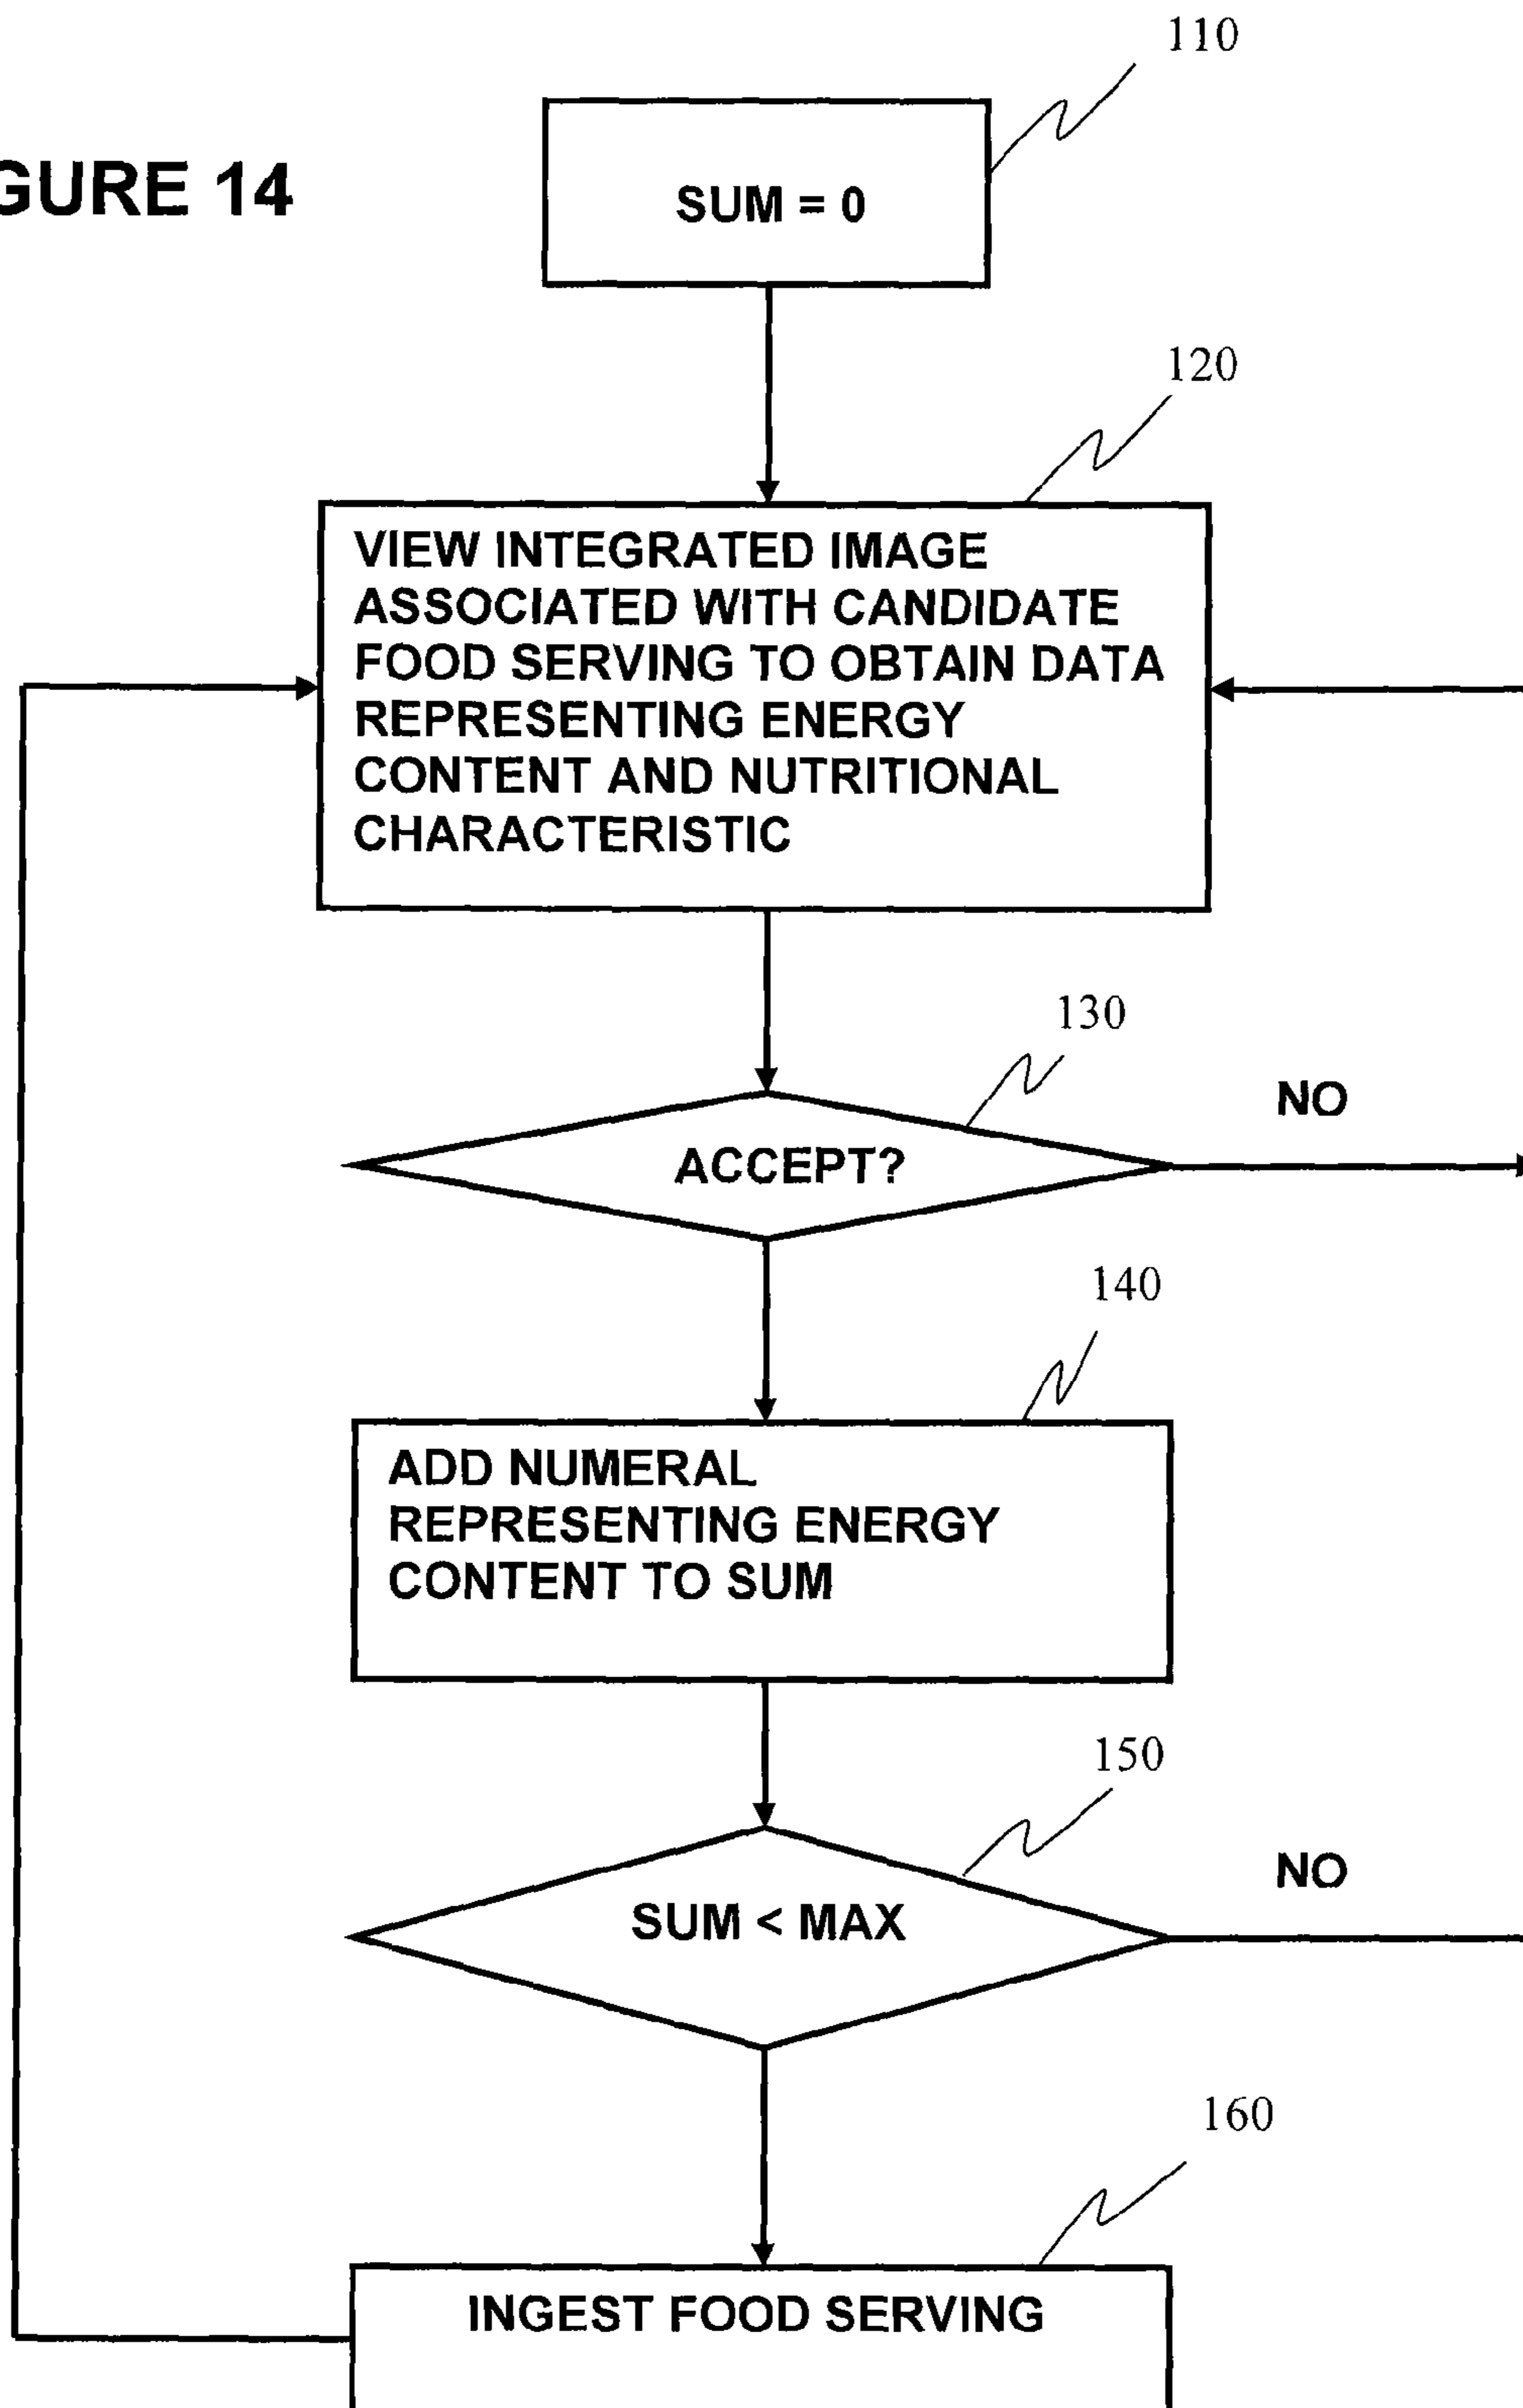 110
GURE 14
SUM = 0
120
VIEW INTEGRATED IMAGE
ASSOCIATED WITH CANDIDATE
FOOD SERVING TO OBTAIN DATA
REPRESENTING ENERGY
CONTENT AND NUTRITIONAL
CHARACTERISTIC
130
NO
ACCEPT?
140
ADD NUMERAL
REPRESENTING ENERGY
CONTENT TO SUM
150
NO
SUM < MAX
160
INGEST FOOD SERVING